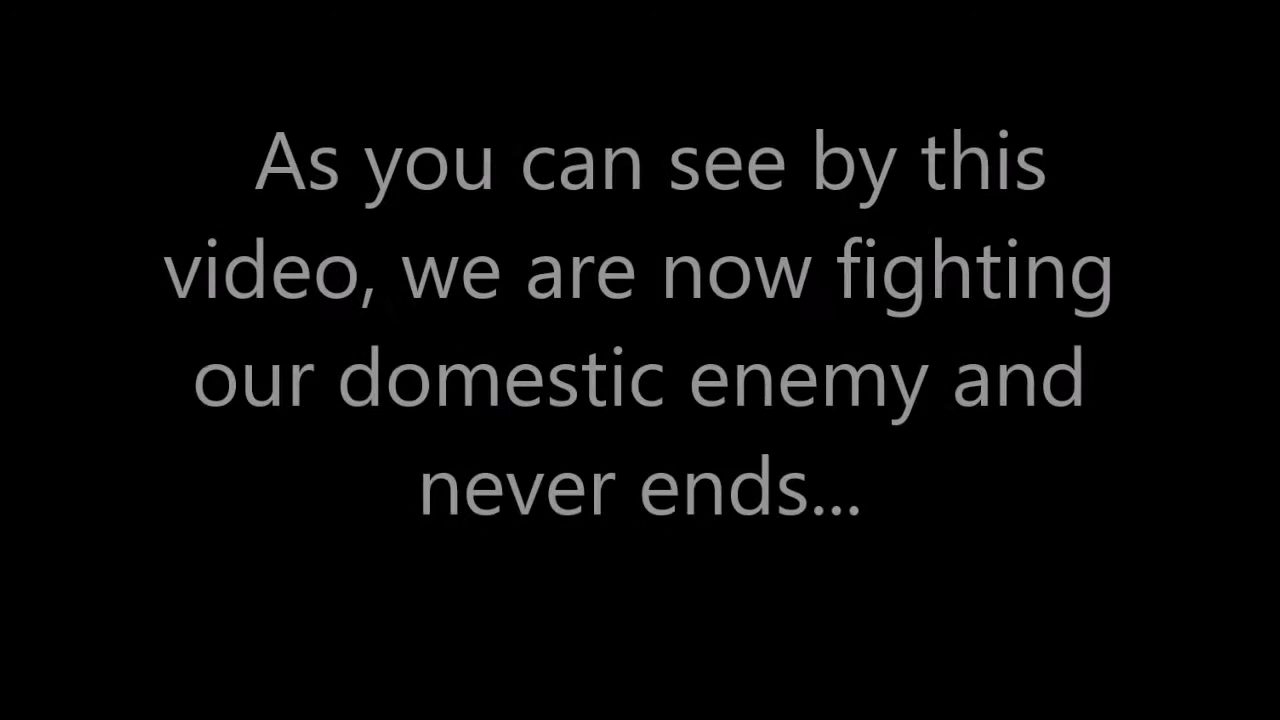 As you can see by this
video, we are now fighting
our domestic enemy and
never ends...